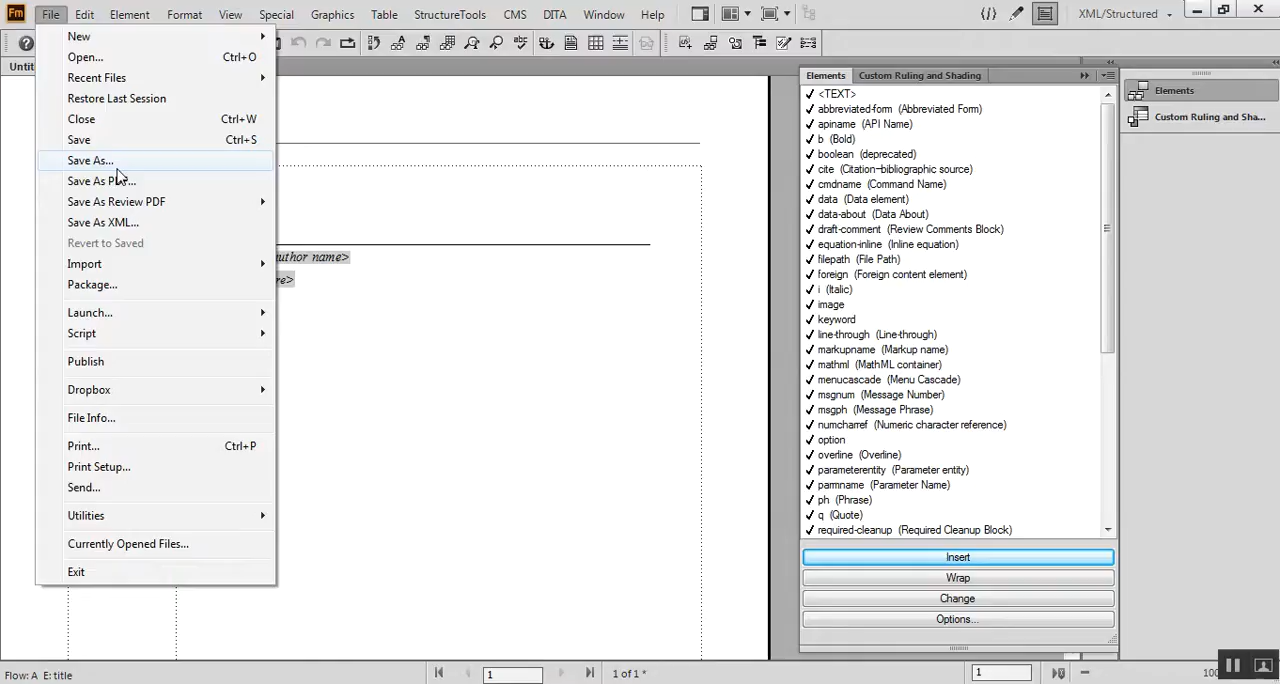 Fm File Edit Element Format View Special Graphics Table StructureTools CMS DITA Window Help XML/Structured
Untit
New
Open... Ctrl+O
Recent Files
Restore Last Session
Close Ctrl+W
Save Ctrl+S
Save As...
Save As P...
Save As Review PDF
Save As XML...
Revert to Saved
Import
Package...
Launch...
Script
Publish
Dropbox
File Info...
Print... Ctrl+P
Print Setup...
Send...
Utilities
Currently Opened Files...
Exit
uthor name>
re>
Elements Custom Ruling and Shading
<TEXT>
abbreviated-form (Abbreviated Form)
apiname (API Name)
b (Bold)
boolean (deprecated)
cite (Citation-bibliographic source)
cmdname (Command Name)
data (Data element)
data-about (Data About)
draft-comment (Review Comments Block)
equation-inline (Inline equation)
filepath (File Path)
foreign (Foreign content element)
i (Italic)
image
keyword
line-through (Line-through)
markupname (Markup name)
mathml (MathML container)
menucascade (Menu Cascade)
msgnum (Message Number)
msgph (Message Phrase)
numcharref (Numeric character reference)
option
overline (Overline)
parameterentity (Parameter entity)
parmname (Parameter Name)
ph (Phrase)
q (Quote)
required-cleanup (Required Cleanup Block)
Insert
Wrap
Change
Options...
Elements
Custom Ruling and Sha...
Flow: A E: title
1
1 of 1 *
1
100